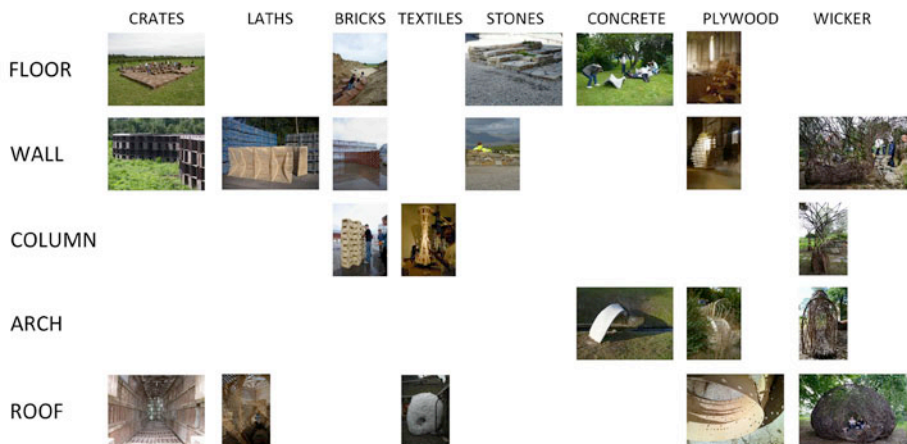 CRATES LATHS BRICKS TEXTILES STONES CONCRETE PLYWOOD WICKER
FLOOR
WALL
COLUMN
ARCH
ROOF